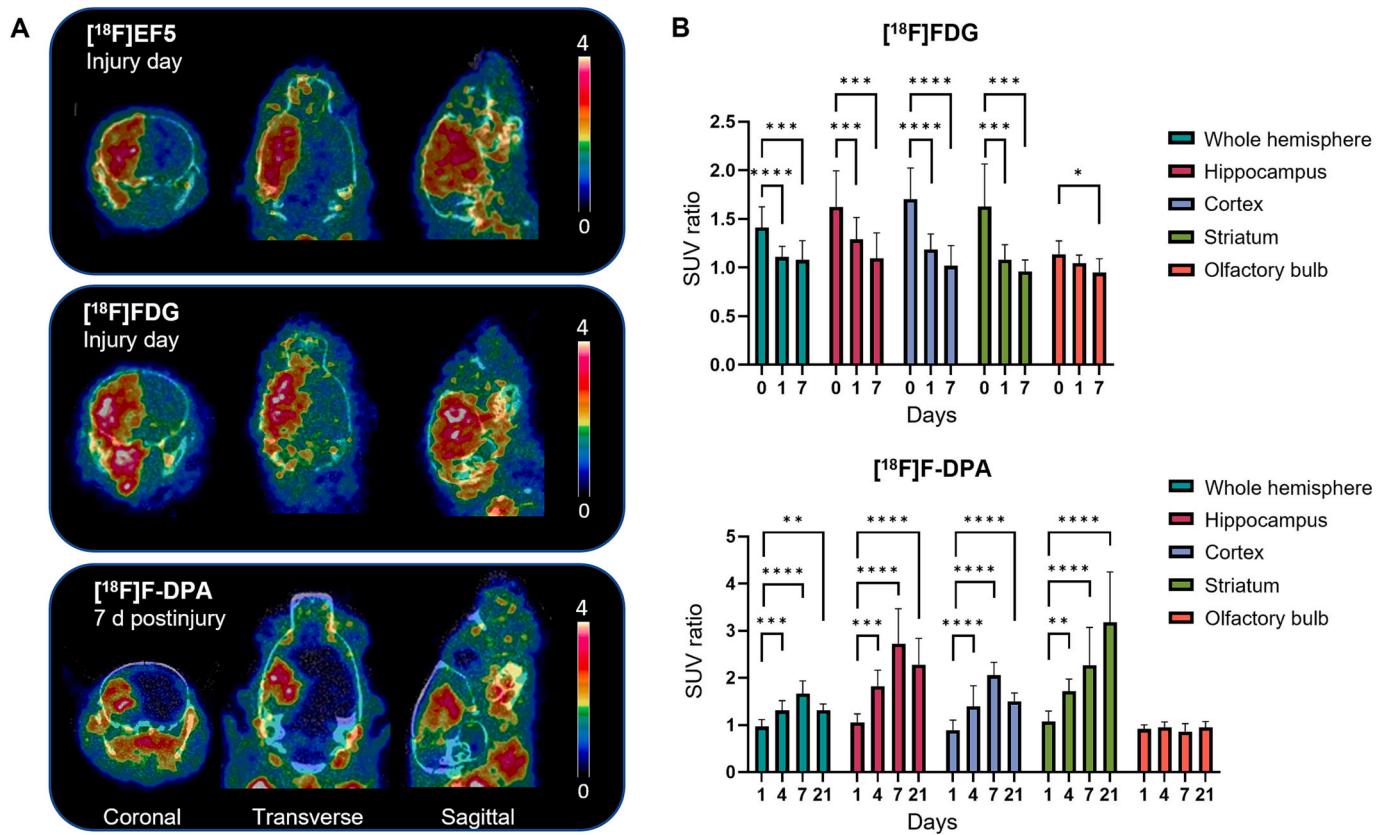 A
[¹⁸F]EF5
Injury day
4
0
[¹⁸F]FDG
Injury day
4
0
[¹⁸F]F-DPA
7 d postinjury
4
0
Coronal Transverse Sagittal
B
[¹⁸F]FDG
*** **** ***
*** *** **** *** *
****
SUV ratio
2.5
2.0
1.5
1.0
0.5
0.0
0 1 7 0 1 7 0 1 7 0 1 7 0 1 7
Days
Whole hemisphere
Hippocampus
Cortex
Striatum
Olfactory bulb
[¹⁸F]F-DPA
** **** **** ****
**** **** **** ****
*** *** **** **
SUV ratio
5
4
3
2
1
0
1 4 7 21 1 4 7 21 1 4 7 21 1 4 7 21 1 4 7 21
Days
Whole hemisphere
Hippocampus
Cortex
Striatum
Olfactory bulb